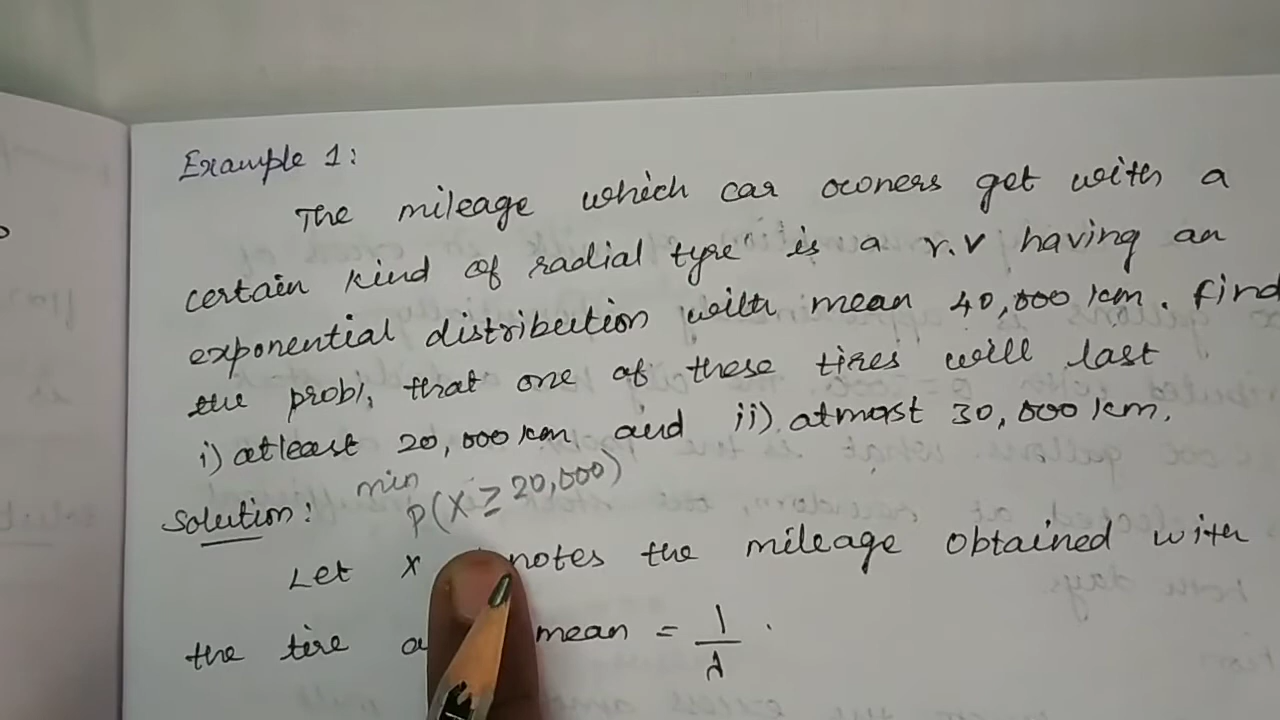 Example 1:
The mileage which car owners get with a
certain kind of radial tyre" is a r.v having an
exponential distribution with mean 40,000 km. Find
the probl, that one of these tires will last
i) atleast 20,000 km and ii) atmost 30,000 km.
min
Solution: P(X ≥ 20,000)
Let X notes the mileage obtained with
the tire mean = 1/λ.